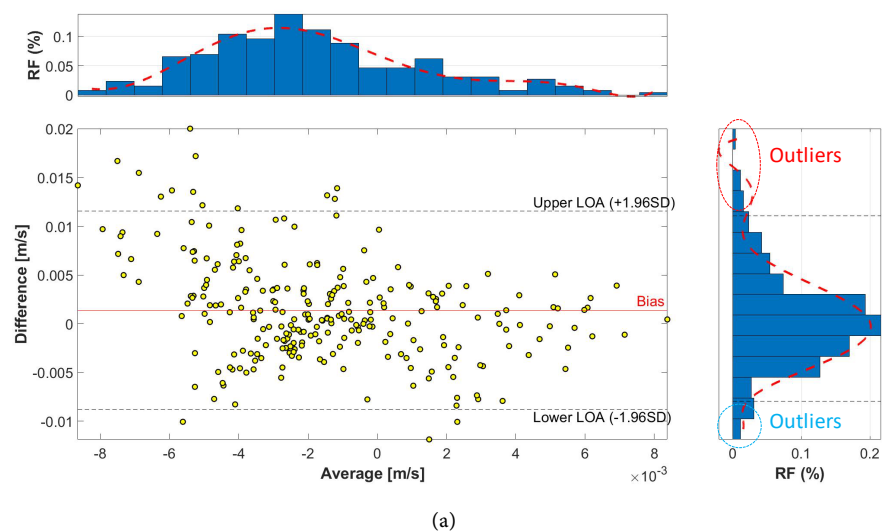 0.1
0.05
0
RF (%)
0.02
0.015
0.01
0.005
0
-0.005
-0.01
Difference [m/s]
Upper LOA (+1.96SD)
Bias
Lower LOA (-1.96SD)
-8 -6 -4 -2 0 2 4 6 8
Average [m/s]
×10⁻³
Outliers
Outliers
0 0.1 0.2
RF (%)
(a)